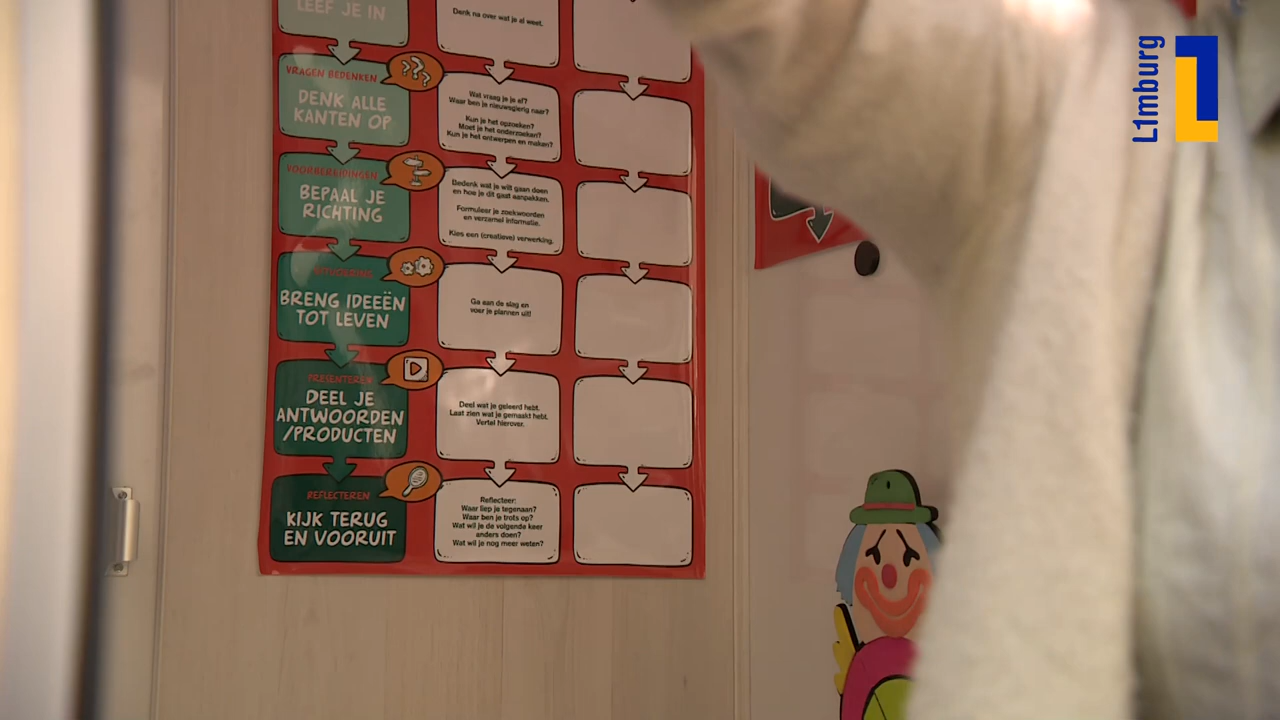 LEEF JE IN
Denk na over wat je al weet.
VRAGEN BEDENKEN
DENK ALLE
KANTEN OP
Wat vraag je je af?
Waar ben je nieuwsgierig naar?
Kun je het opzoeken?
Moet je het onderzoeken?
Kun je het ontwerpen en maken?
VOORBEREIDINGEN
BEPAAL JE
RICHTING
Bedenk wat je wilt gaan doen
en hoe je dit gaat aanpakken.
Formuleer je zoekwoorden
en verzamel informatie.
Kies een (creatieve) verwerking.
UITVOERING
BRENG IDEEËN
TOT LEVEN
Ga aan de slag en
voer je plannen uit!
PRESENTEREN
DEEL JE
ANTWOORDEN
/PRODUCTEN
Deel wat je geleerd hebt.
Laat zien wat je gemaakt hebt.
Vertel hierover.
REFLECTEREN
KIJK TERUG
EN VOORUIT
Reflecteer:
Waar liep je tegenaan?
Waar ben je trots op?
Wat wil je de volgende keer
anders doen?
Wat wil je nog meer weten?
L1mburg
L1